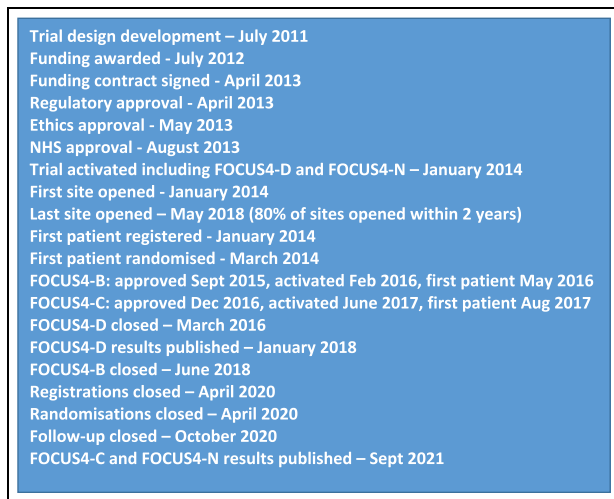 Trial design development – July 2011
Funding awarded - July 2012
Funding contract signed - April 2013
Regulatory approval - April 2013
Ethics approval - May 2013
NHS approval - August 2013
Trial activated including FOCUS4-D and FOCUS4-N – January 2014
First site opened - January 2014
Last site opened – May 2018 (80% of sites opened within 2 years)
First patient registered - January 2014
First patient randomised - March 2014
FOCUS4-B: approved Sept 2015, activated Feb 2016, first patient May 2016
FOCUS4-C: approved Dec 2016, activated June 2017, first patient Aug 2017
FOCUS4-D closed – March 2016
FOCUS4-D results published – January 2018
FOCUS4-B closed – June 2018
Registrations closed – April 2020
Randomisations closed – April 2020
Follow-up closed – October 2020
FOCUS4-C and FOCUS4-N results published – Sept 2021